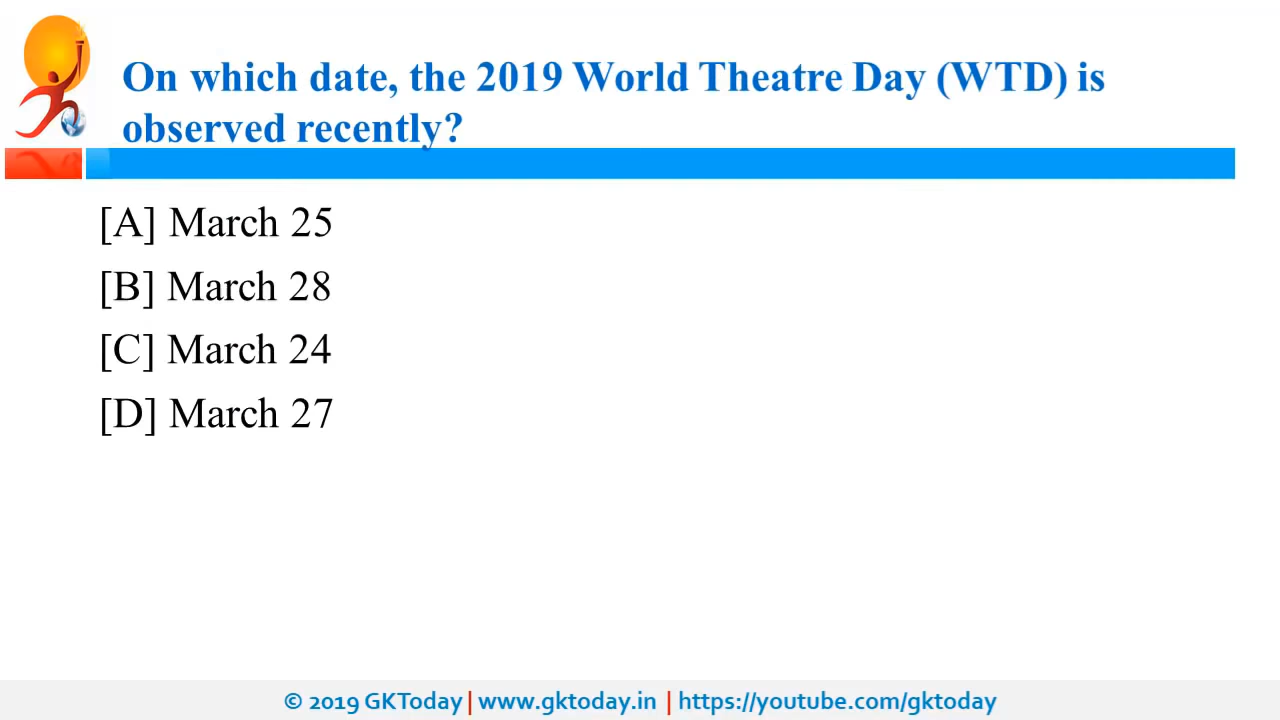 On which date, the 2019 World Theatre Day (WTD) is
observed recently?
[A] March 25
[B] March 28
[C] March 24
[D] March 27
© 2019 GKToday | www.gktoday.in | https://youtube.com/gktoday